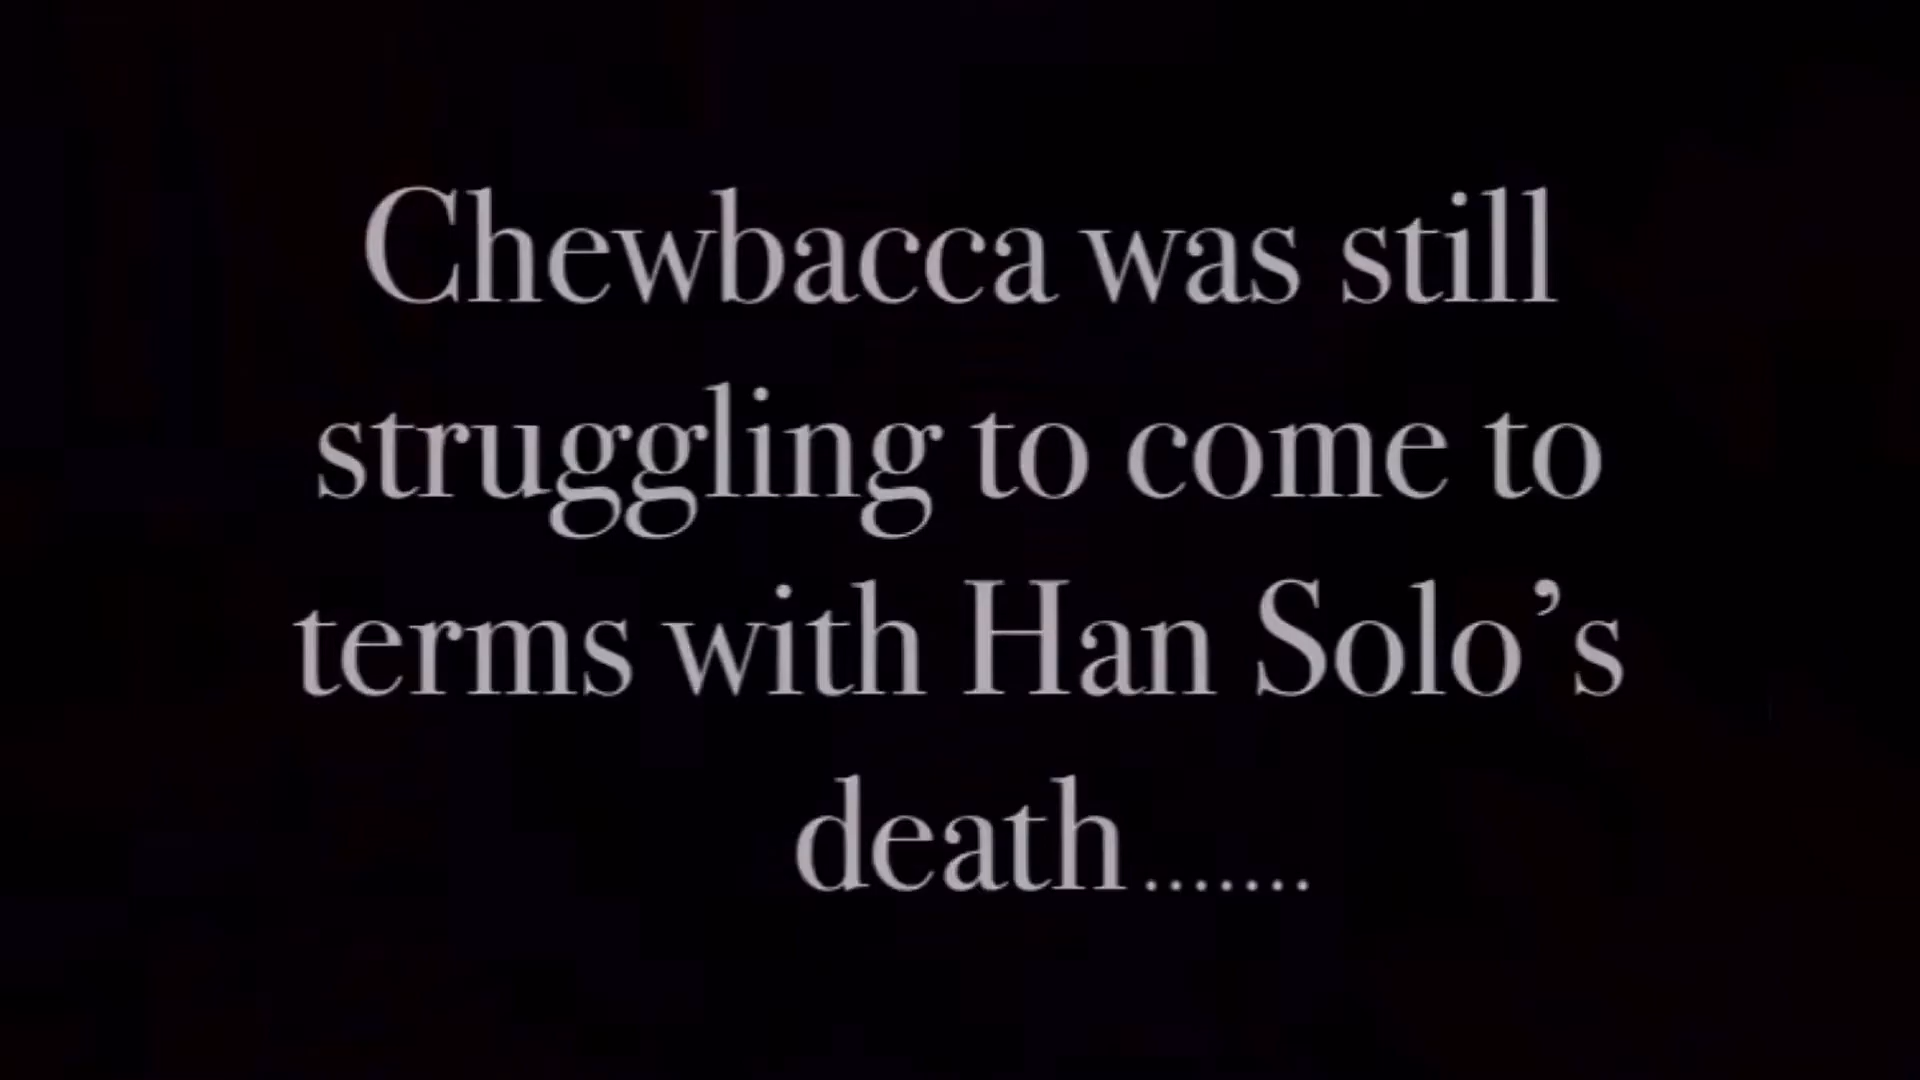 Chewbacca was still
struggling to come to
terms with Han Solo’s
death.......